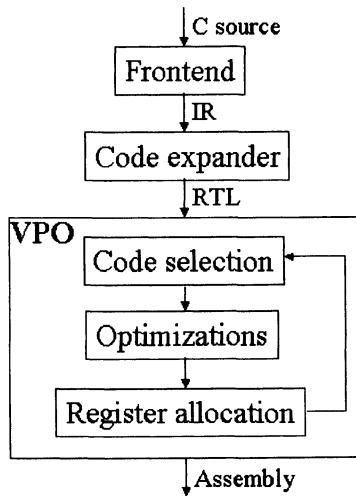 C source
Frontend
IR
Code expander
RTL
VPO
Code selection
Optimizations
Register allocation
Assembly